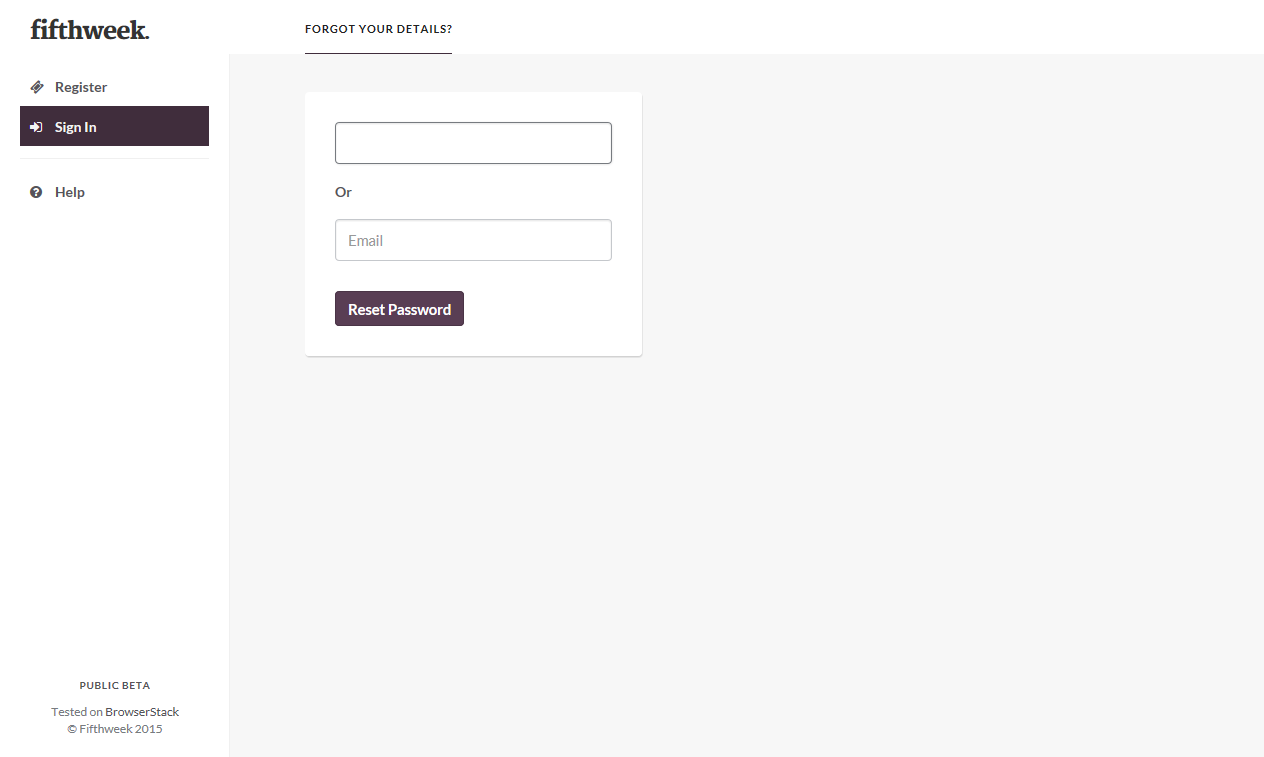 fifthweek.
FORGOT YOUR DETAILS?
Register
Sign In
Help
Or
Email
Reset Password
PUBLIC BETA
Tested on BrowserStack
© Fifthweek 2015